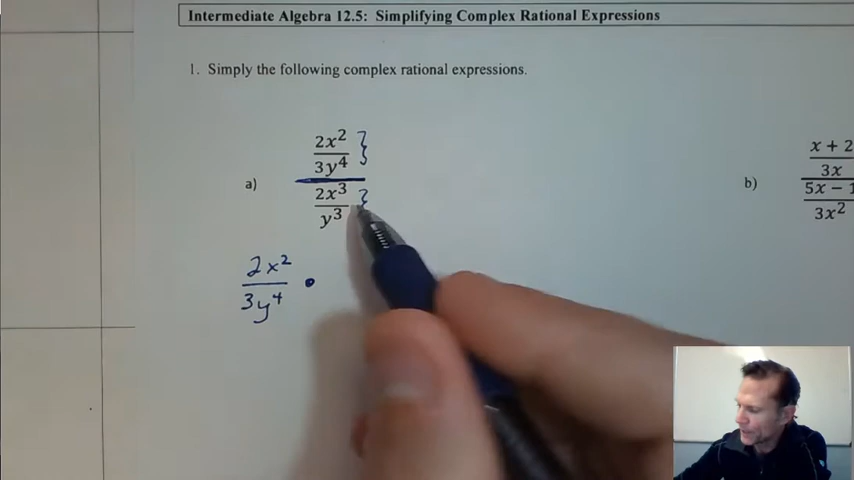 Intermediate Algebra 12.5: Simplifying Complex Rational Expressions
1. Simply the following complex rational expressions.
a)
2x²
3y⁴
2x³
y³
b)
x + 2
3x
5x − 1
3x²
2x²
3y⁴ ·